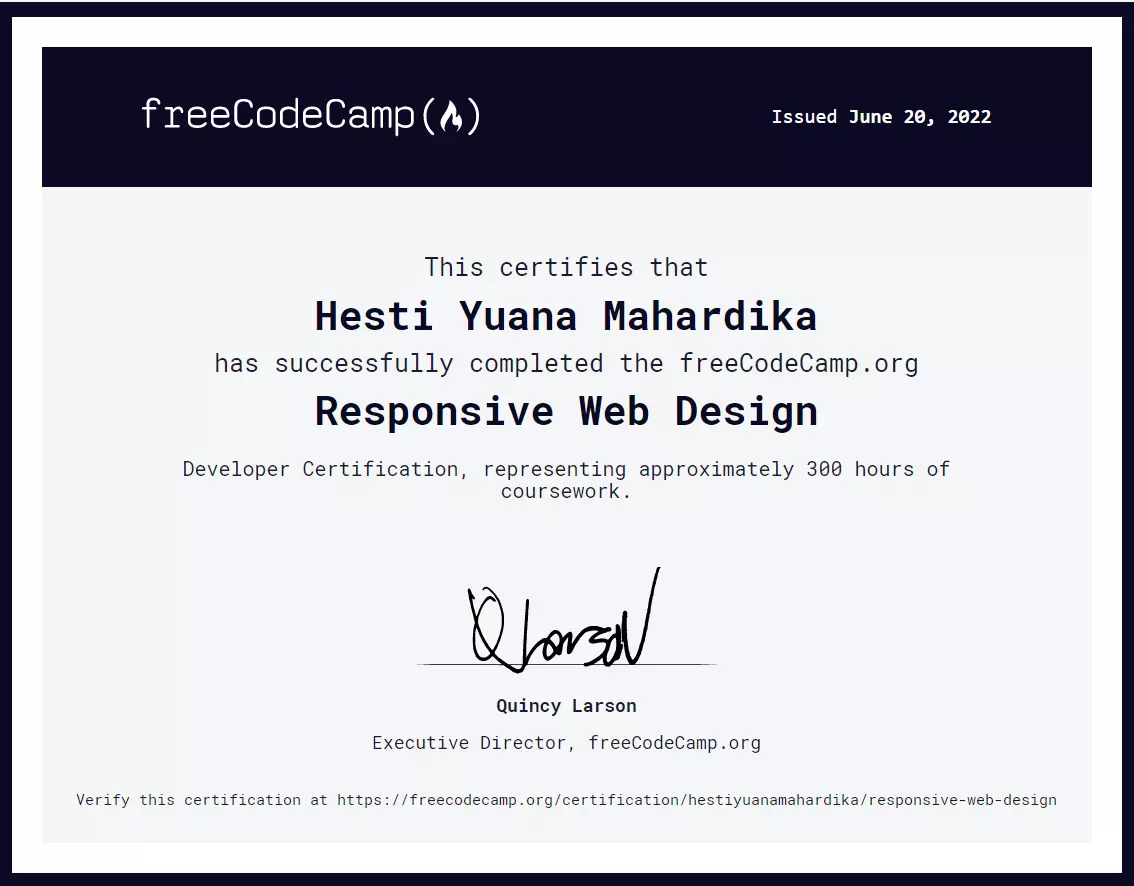 freeCodeCamp(🔥)
Issued June 20, 2022
This certifies that
Hesti Yuana Mahardika
has successfully completed the freeCodeCamp.org
Responsive Web Design
Developer Certification, representing approximately 300 hours of
coursework.
Q Larson
Quincy Larson
Executive Director, freeCodeCamp.org
Verify this certification at https://freecodecamp.org/certification/hestiyuanamahardika/responsive-web-design